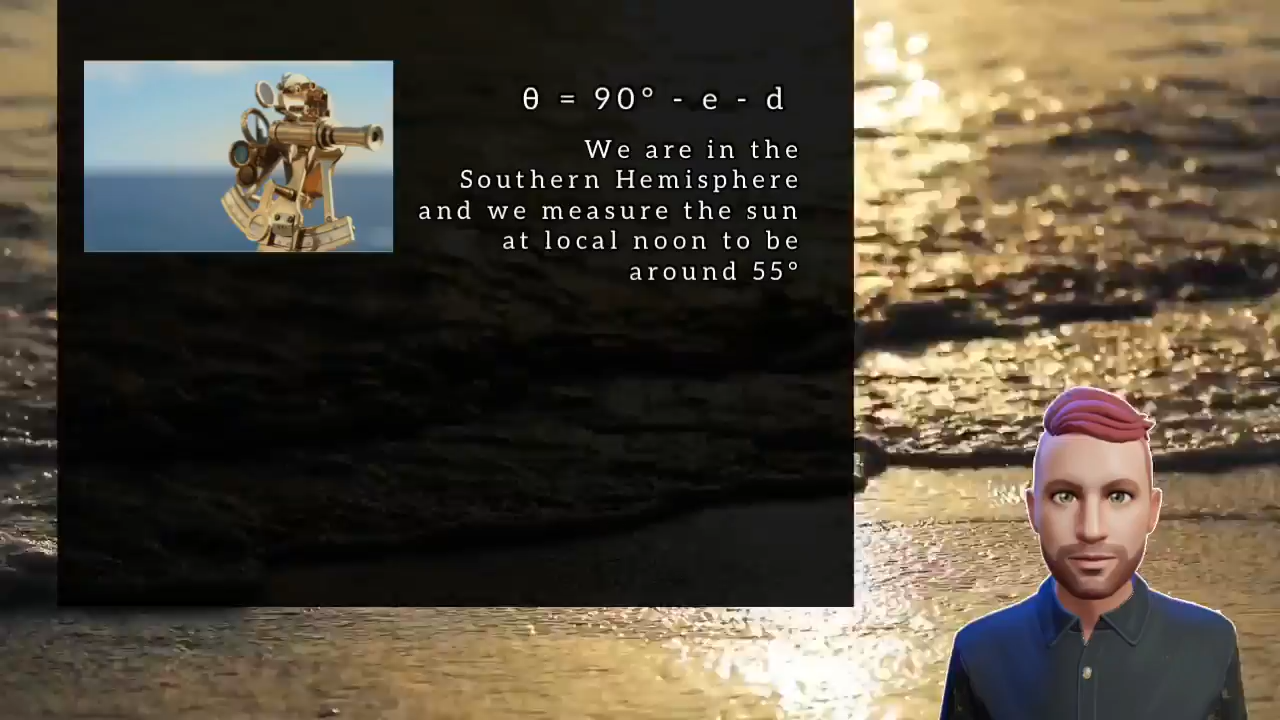 θ = 90° - e - d
We are in the
Southern Hemisphere
and we measure the sun
at local noon to be
around 55°